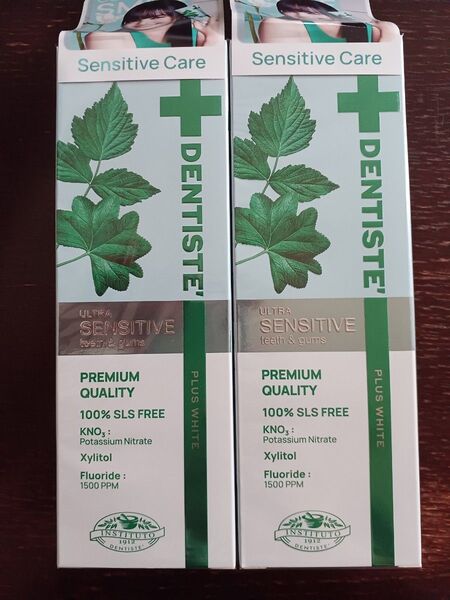 Sensitive Care
DENTISTE'
ULTRA
SENSITIVE
teeth & gums
PLUS WHITE
PREMIUM
QUALITY
100% SLS FREE
KNO₃ :
Potassium Nitrate
Xylitol
Fluoride :
1500 PPM
INSTITUTO
1912
DENTISTE'
Sensitive Care
DENTISTE'
ULTRA
SENSITIVE
teeth & gums
PLUS WHITE
PREMIUM
QUALITY
100% SLS FREE
KNO₃ :
Potassium Nitrate
Xylitol
Fluoride :
1500 PPM
INSTITUTO
1912
DENTISTE'